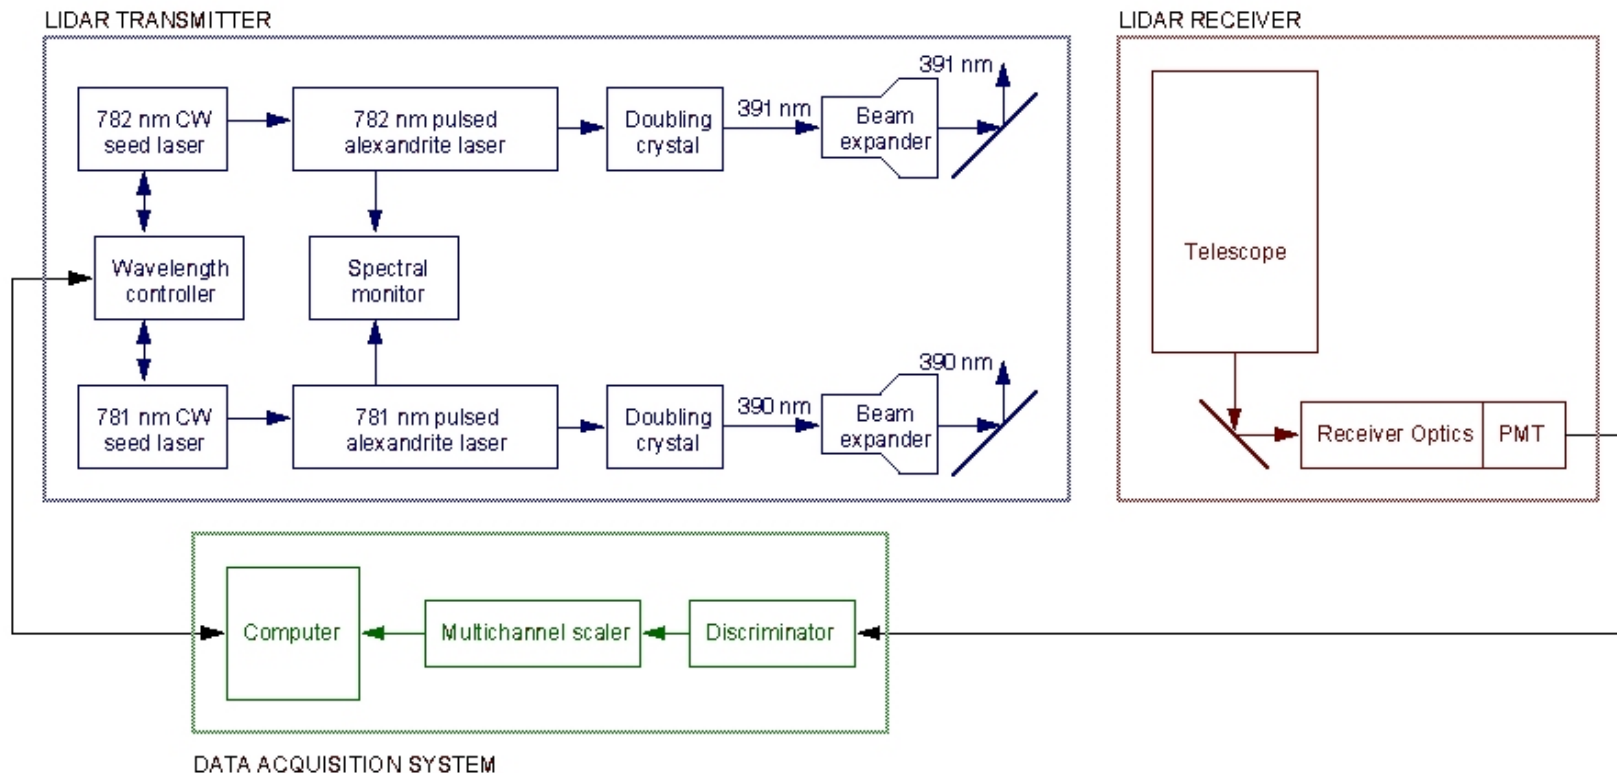 LIDAR TRANSMITTER
782 nm CW
seed laser
782 nm pulsed
alexandrite laser
Doubling
crystal
391 nm
Beam
expander
391 nm
Wavelength
controller
Spectral
monitor
781 nm CW
seed laser
781 nm pulsed
alexandrite laser
Doubling
crystal
390 nm
Beam
expander
390 nm
LIDAR RECEIVER
Telescope
Receiver Optics
PMT
Computer
Multichannel scaler
Discriminator
DATA ACQUISITION SYSTEM